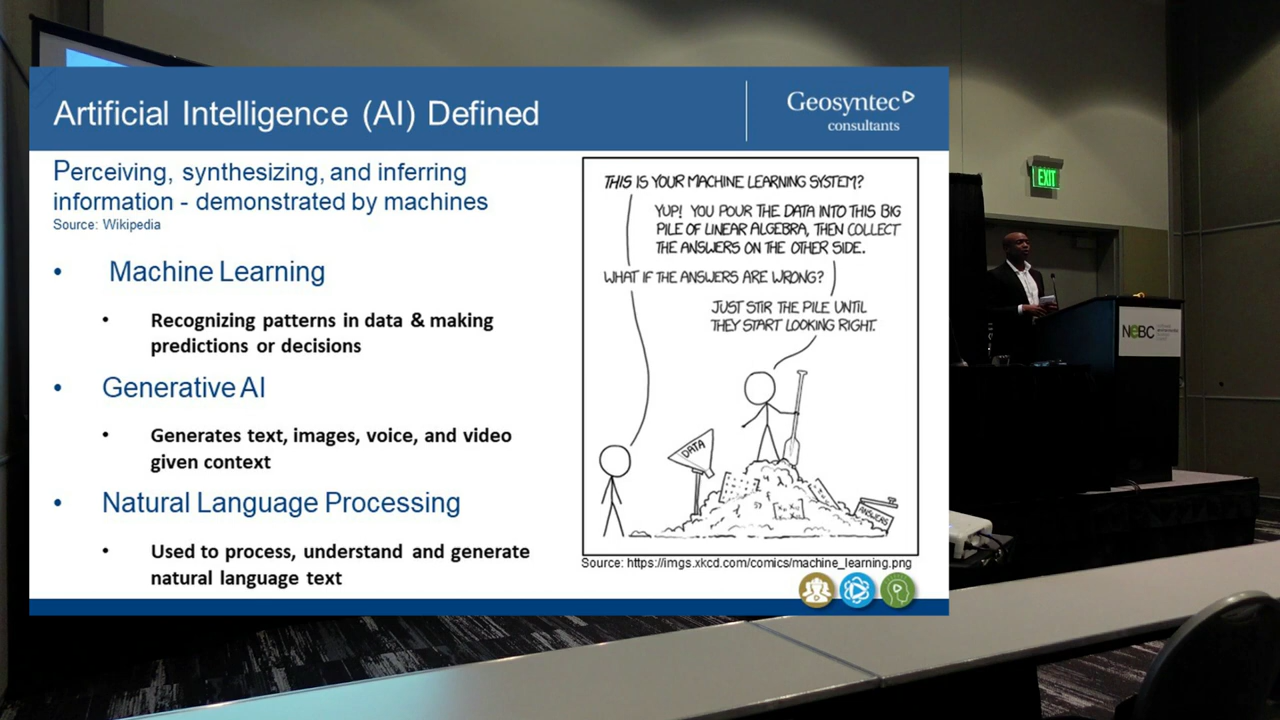 Artificial Intelligence (AI) Defined
Geosyntec
consultants
Perceiving, synthesizing, and inferring
information - demonstrated by machines
Source: Wikipedia
• Machine Learning
• Recognizing patterns in data & making
predictions or decisions
• Generative AI
• Generates text, images, voice, and video
given context
• Natural Language Processing
• Used to process, understand and generate
natural language text
THIS IS YOUR MACHINE LEARNING SYSTEM?
YUP! YOU POUR THE DATA INTO THIS BIG
PILE OF LINEAR ALGEBRA, THEN COLLECT
THE ANSWERS ON THE OTHER SIDE.
WHAT IF THE ANSWERS ARE WRONG?
JUST STIR THE PILE UNTIL
THEY START LOOKING RIGHT.
DATA
ANSWERS
Source: https://imgs.xkcd.com/comics/machine_learning.png
EXIT
NEBC